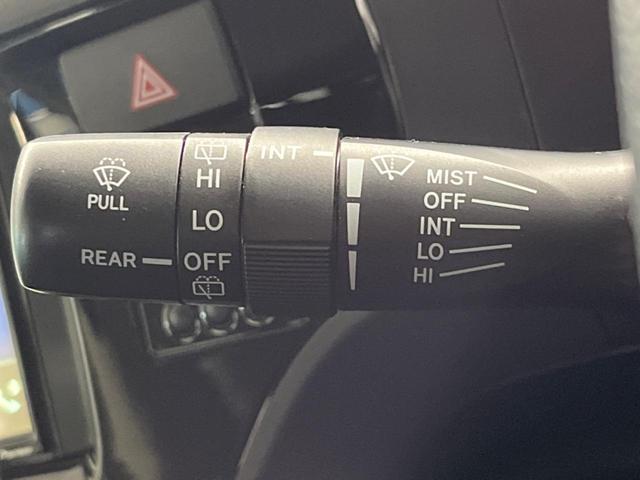 PULL
REAR
HI
LO
OFF
INT
MIST
OFF
INT
LO
HI